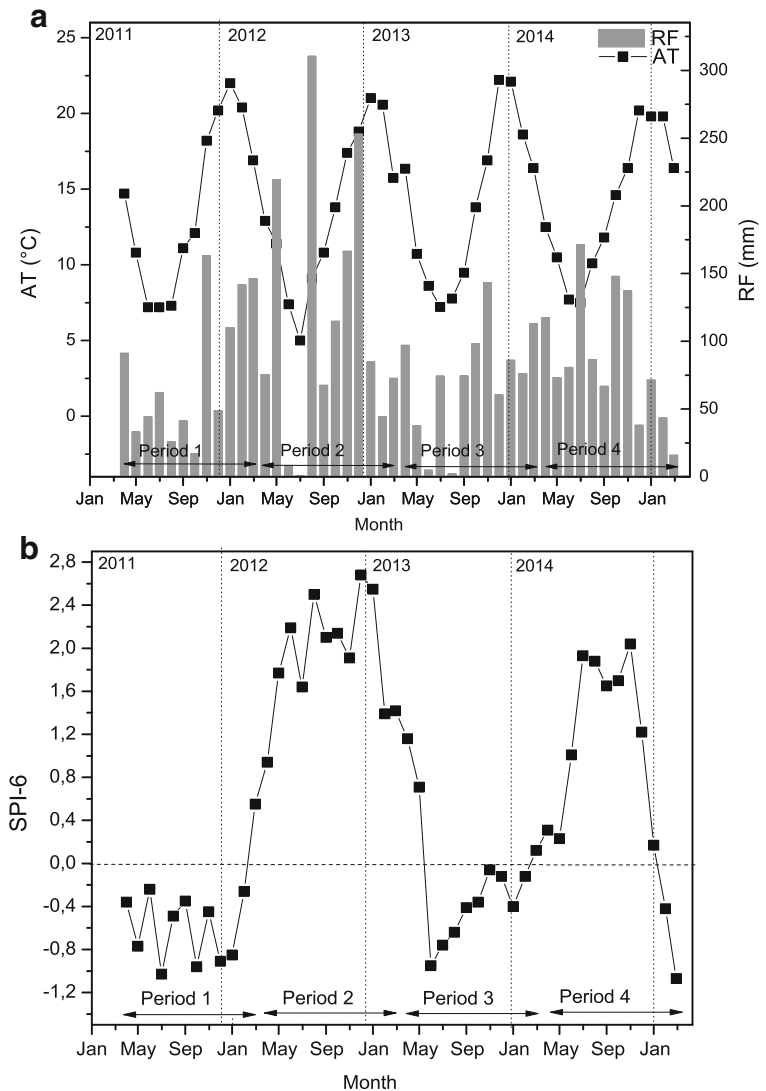 a
2011 2012 2013 2014
RF
AT
25
20
15
10
5
0
AT (°C)
300
250
200
150
100
50
0
RF (mm)
Period 1 Period 2 Period 3 Period 4
Jan May Sep Jan May Sep Jan May Sep Jan May Sep Jan
Month
b
2011 2012 2013 2014
2,8
2,4
2,0
1,6
1,2
0,8
0,4
0,0
-0,4
-0,8
-1,2
SPI-6
Period 1 Period 2 Period 3 Period 4
Jan May Sep Jan May Sep Jan May Sep Jan May Sep Jan
Month